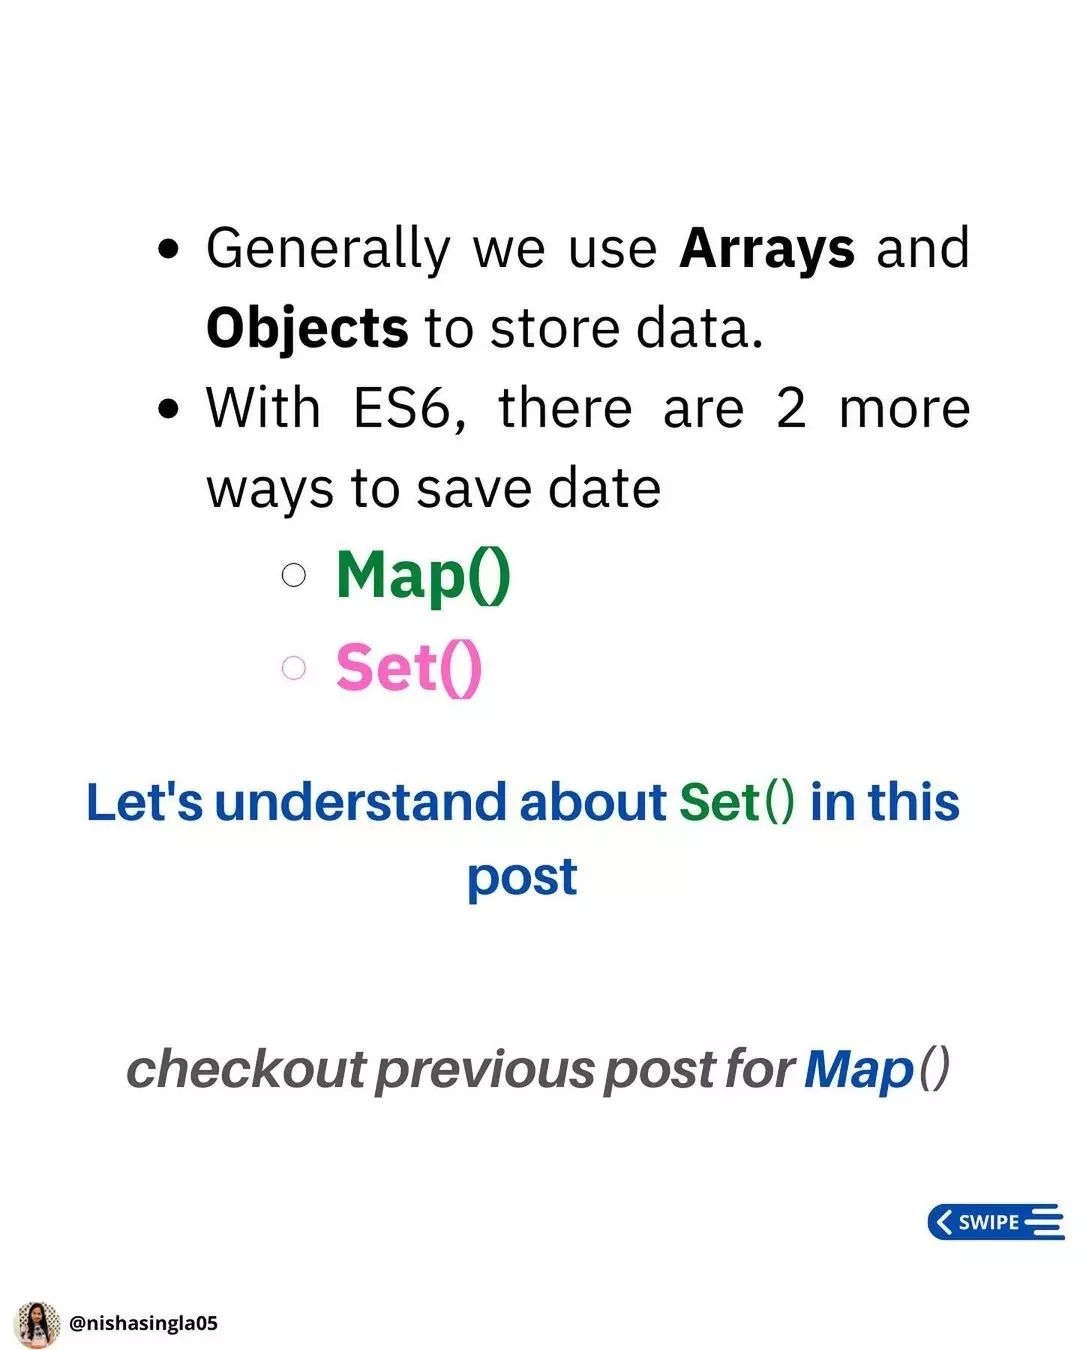 Generally we use Arrays and
Objects to store data.
With ES6, there are 2 more
ways to save date
Map()
Set()
Let's understand about Set() in this
post
checkout previous post for Map()
SWIPE
@nishasingla05